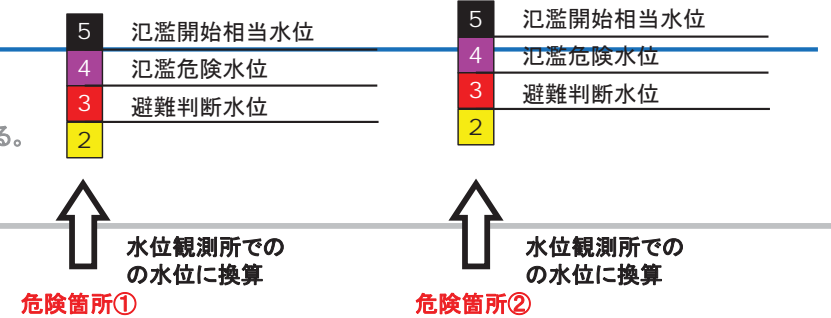 5 氾濫開始相当水位
4 氾濫危険水位
3 避難判断水位
2
る。
水位観測所での
の水位に換算
危険箇所①
5 氾濫開始相当水位
4 氾濫危険水位
3 避難判断水位
2
水位観測所での
の水位に換算
危険箇所②